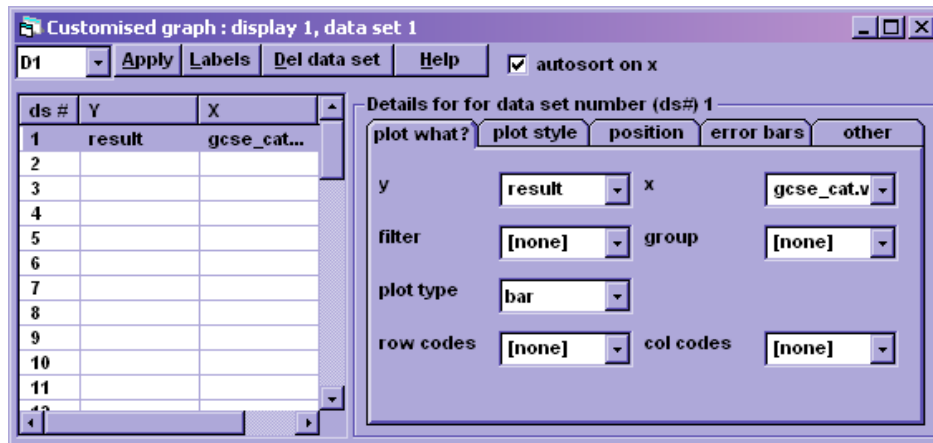 Customised graph : display 1, data set 1
D1 Apply Labels Del data set Help autosort on x
ds # Y X
1 result gcse_cat...
2
3
4
5
6
7
8
9
10
11
Details for for data set number (ds#) 1
plot what? plot style position error bars other
y result x gcse_cat.v
filter [none] group [none]
plot type bar
row codes [none] col codes [none]